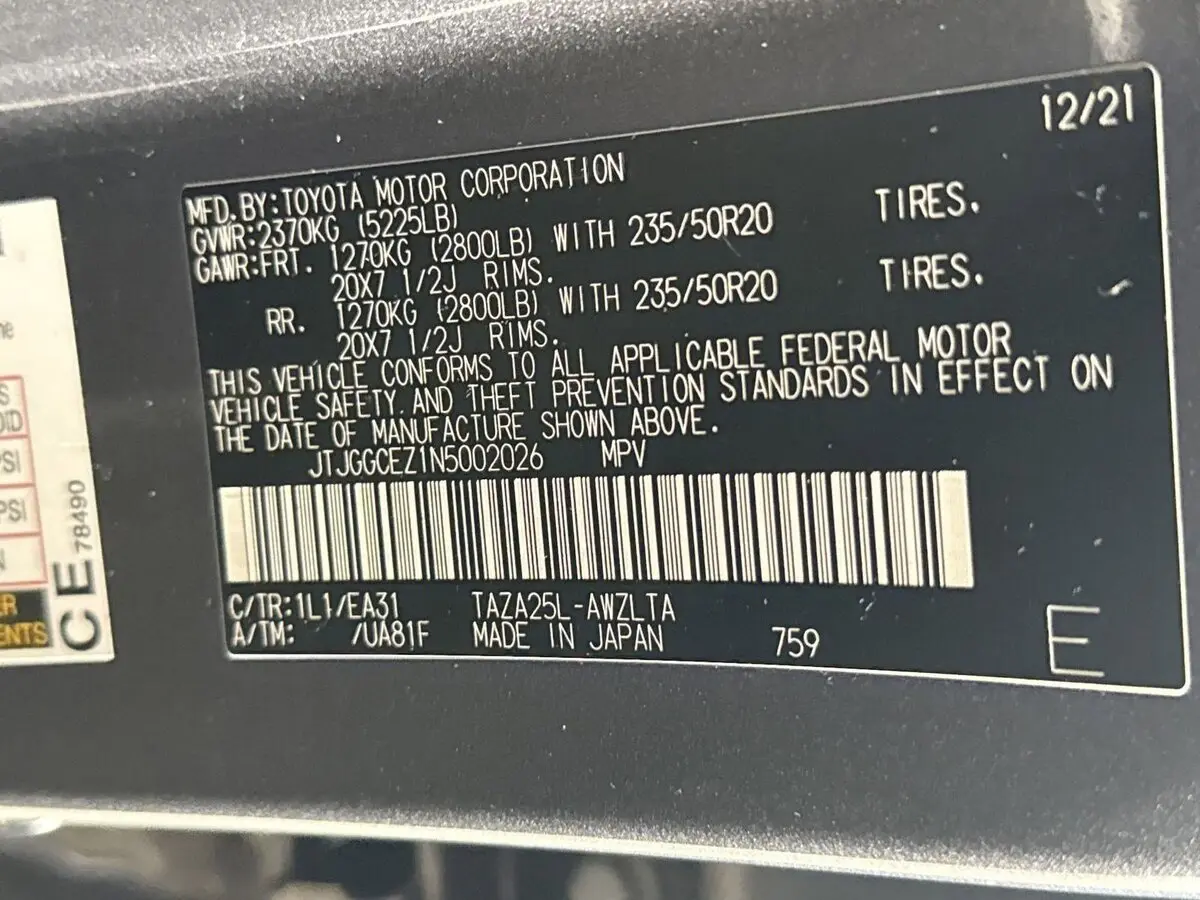 12/21
MFD.BY:TOYOTA MOTOR CORPORATION
GVWR:2370KG (5225LB)
GAWR:FRT. 1270KG (2800LB) WITH 235/50R20 TIRES.
20X7 1/2J RIMS.
RR. 1270KG (2800LB) WITH 235/50R20 TIRES.
20X7 1/2J RIMS.
THIS VEHICLE CONFORMS TO ALL APPLICABLE FEDERAL MOTOR
VEHICLE SAFETY AND THEFT PREVENTION STANDARDS IN EFFECT ON
THE DATE OF MANUFACTURE SHOWN ABOVE.
JTJGGCEZ1N5002026 MPV
C/TR:1L1/EA31 TAZA25L-AWZLTA
A/TM: /UA81F MADE IN JAPAN 759
E
PSI
PSI
CE 78490